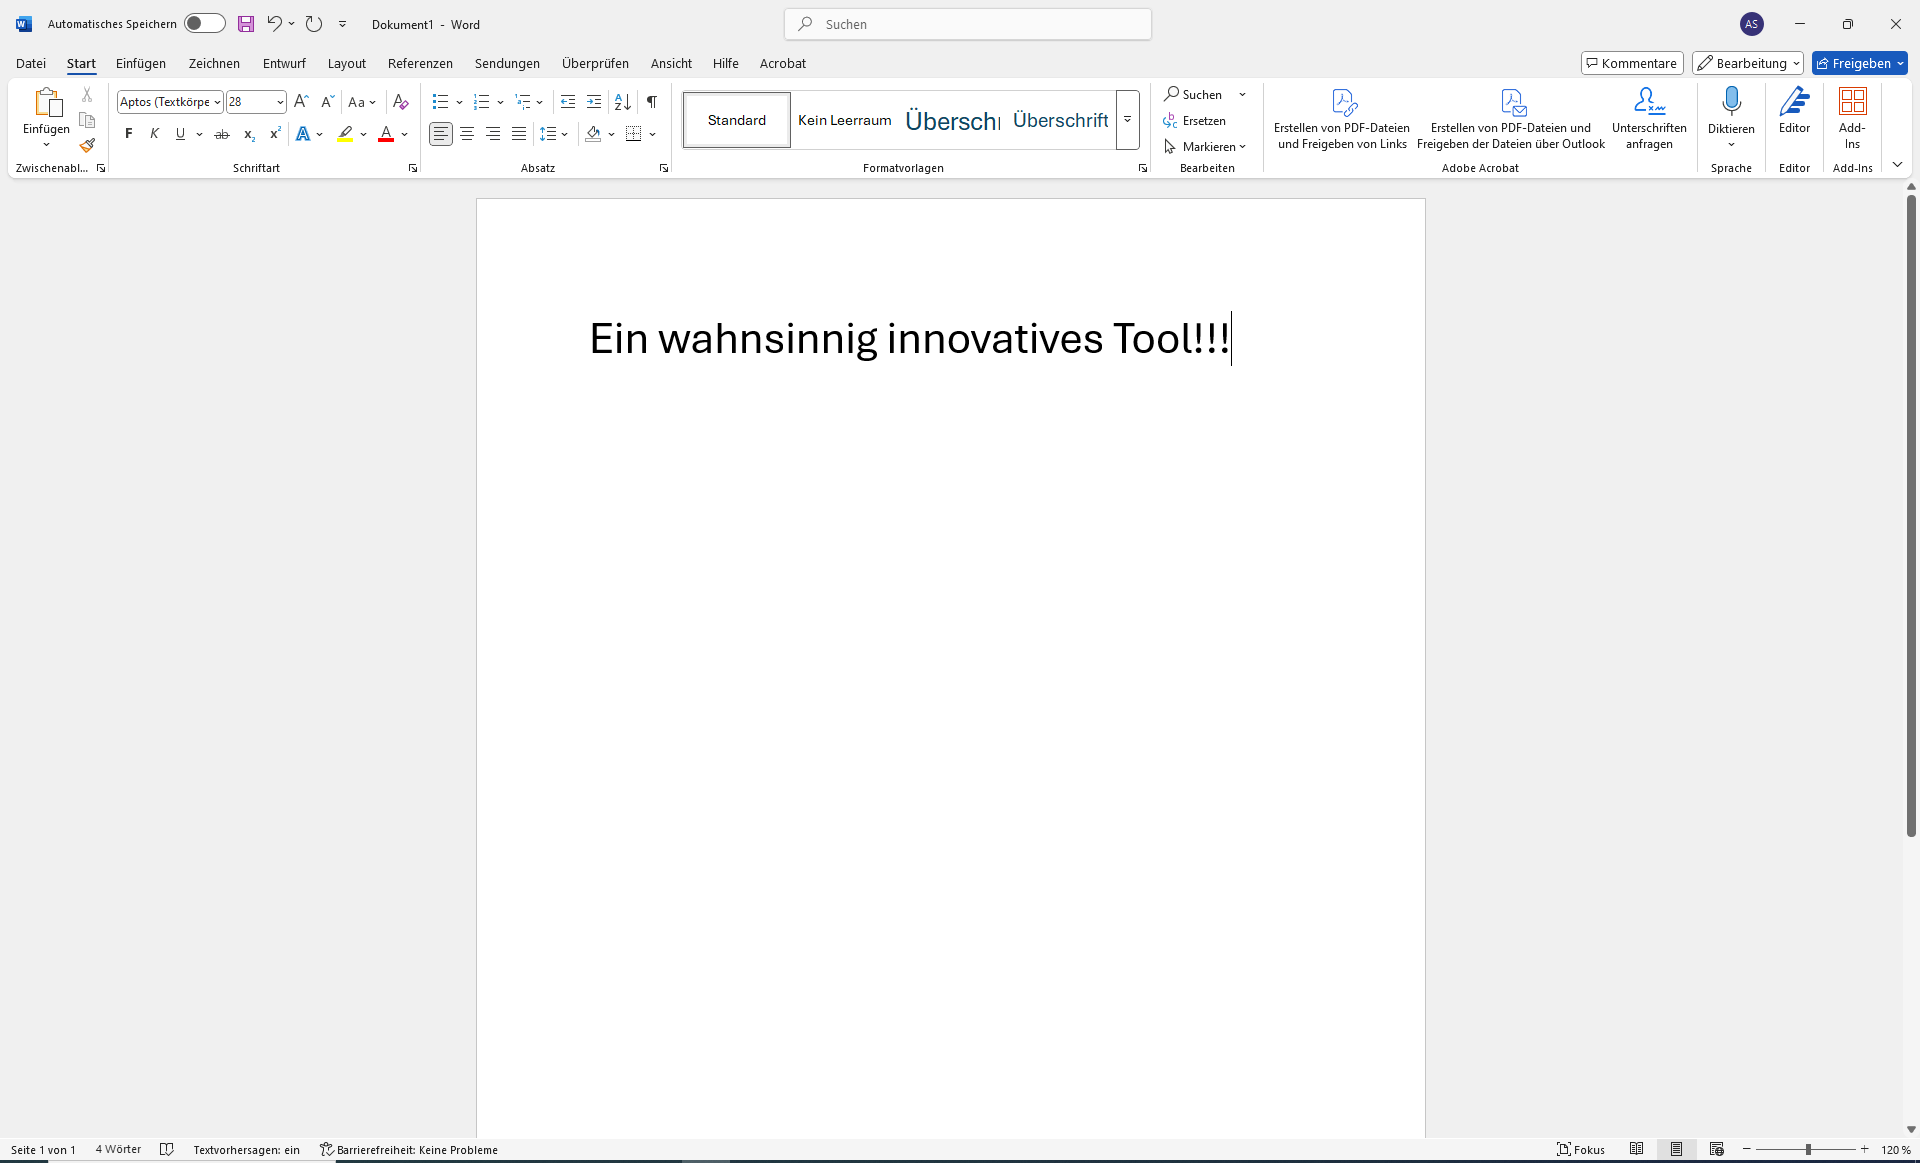 Automatisches Speichern Dokument1 - Word Suchen AS
Datei Start Einfügen Zeichnen Entwurf Layout Referenzen Sendungen Überprüfen Ansicht Hilfe Acrobat Kommentare Bearbeitung Freigeben
Einfügen
Zwischenabl...
Aptos (Textkörpe 28 Aa
F K U ab x₂ x² A A
Schriftart
Absatz
Standard Kein Leerraum Überschr Überschrift
Formatvorlagen
Suchen
Ersetzen
Markieren
Bearbeiten
Erstellen von PDF-Dateien
und Freigeben von Links
Erstellen von PDF-Dateien und
Freigeben der Dateien über Outlook
Unterschriften
anfragen
Adobe Acrobat
Diktieren
Sprache
Editor
Editor
Add-
Ins
Add-Ins
Ein wahnsinnig innovatives Tool!!!
Seite 1 von 1 4 Wörter Textvorhersagen: ein Barrierefreiheit: Keine Probleme Fokus 120 %